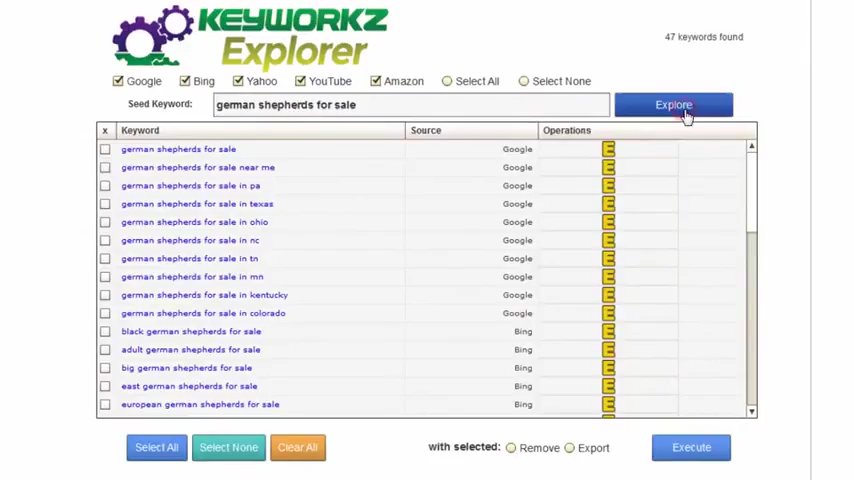 KEYWORKZ
Explorer
47 keywords found
Google Bing Yahoo YouTube Amazon Select All Select None
Seed Keyword: german shepherds for sale Explore
x Keyword Source Operations
german shepherds for sale Google E
german shepherds for sale near me Google E
german shepherds for sale in pa Google E
german shepherds for sale in texas Google E
german shepherds for sale in ohio Google E
german shepherds for sale in nc Google E
german shepherds for sale in tn Google E
german shepherds for sale in mn Google E
german shepherds for sale in kentucky Google E
german shepherds for sale in colorado Google E
black german shepherds for sale Bing E
adult german shepherds for sale Bing E
big german shepherds for sale Bing E
east german shepherds for sale Bing E
european german shepherds for sale Bing E
Select All Select None Clear All with selected: Remove Export Execute